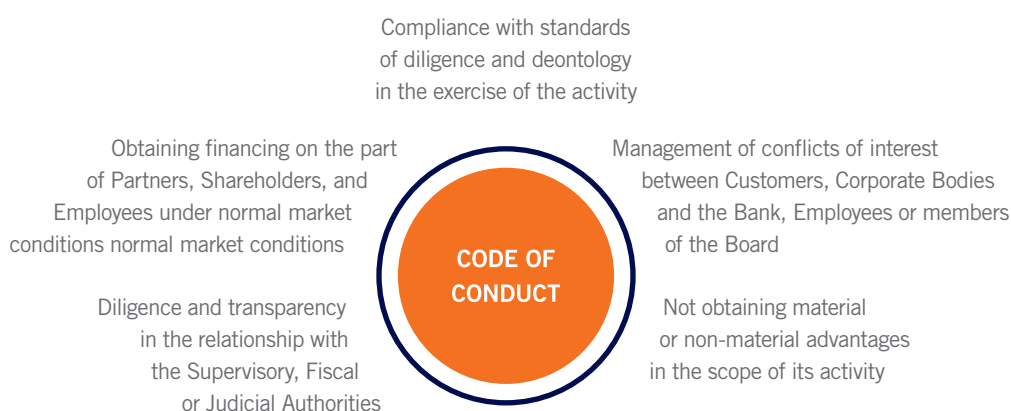 Compliance with standards
of diligence and deontology
in the exercise of the activity
Obtaining financing on the part
of Partners, Shareholders, and
Employees under normal market
conditions normal market conditions
Management of conflicts of interest
between Customers, Corporate Bodies
and the Bank, Employees or members
of the Board
CODE OF
CONDUCT
Diligence and transparency
in the relationship with
the Supervisory, Fiscal
or Judicial Authorities
Not obtaining material
or non-material advantages
in the scope of its activity